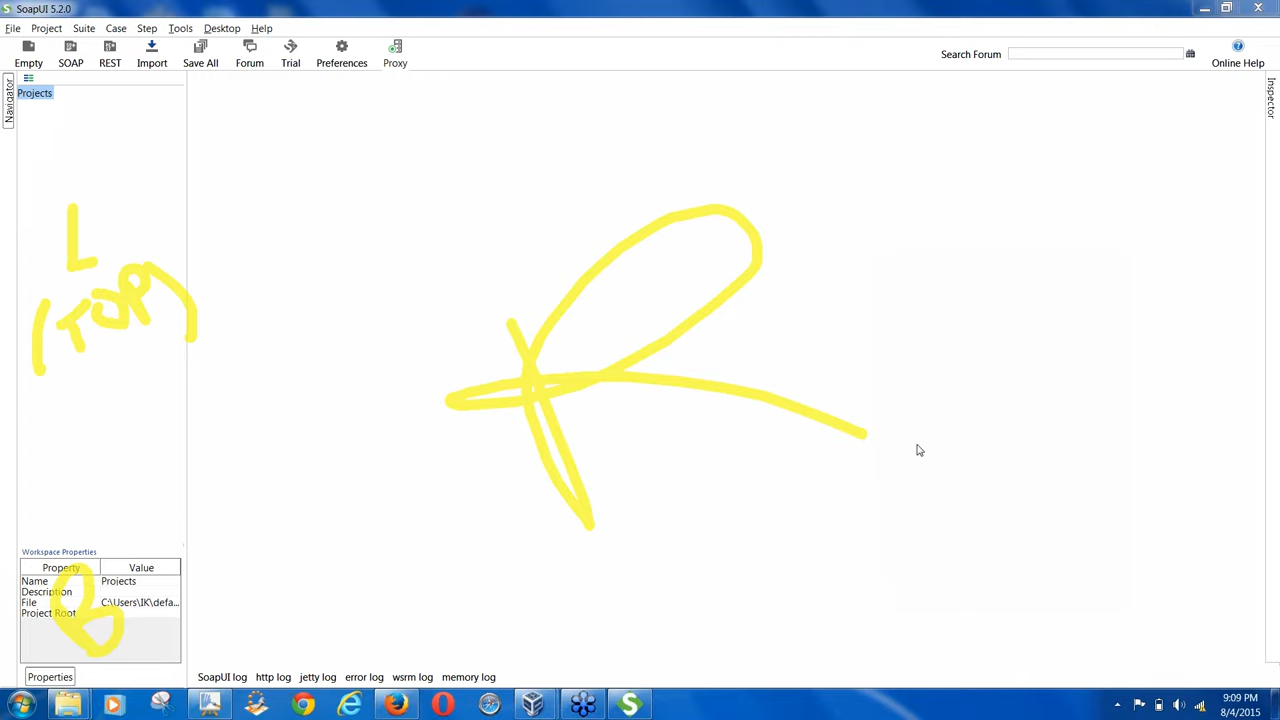 SoapUI 5.2.0
File Project Suite Case Step Tools Desktop Help
Empty SOAP REST Import Save All Forum Trial Preferences Proxy Search Forum Online Help
Navigator
Projects
Inspector
L
(TOP)
R
Workspace Properties
Property Value
Name Projects
Description
File C:\Users\IK\defa...
Project Root
B
Properties
SoapUI log http log jetty log error log wsrm log memory log
9:09 PM
8/4/2015